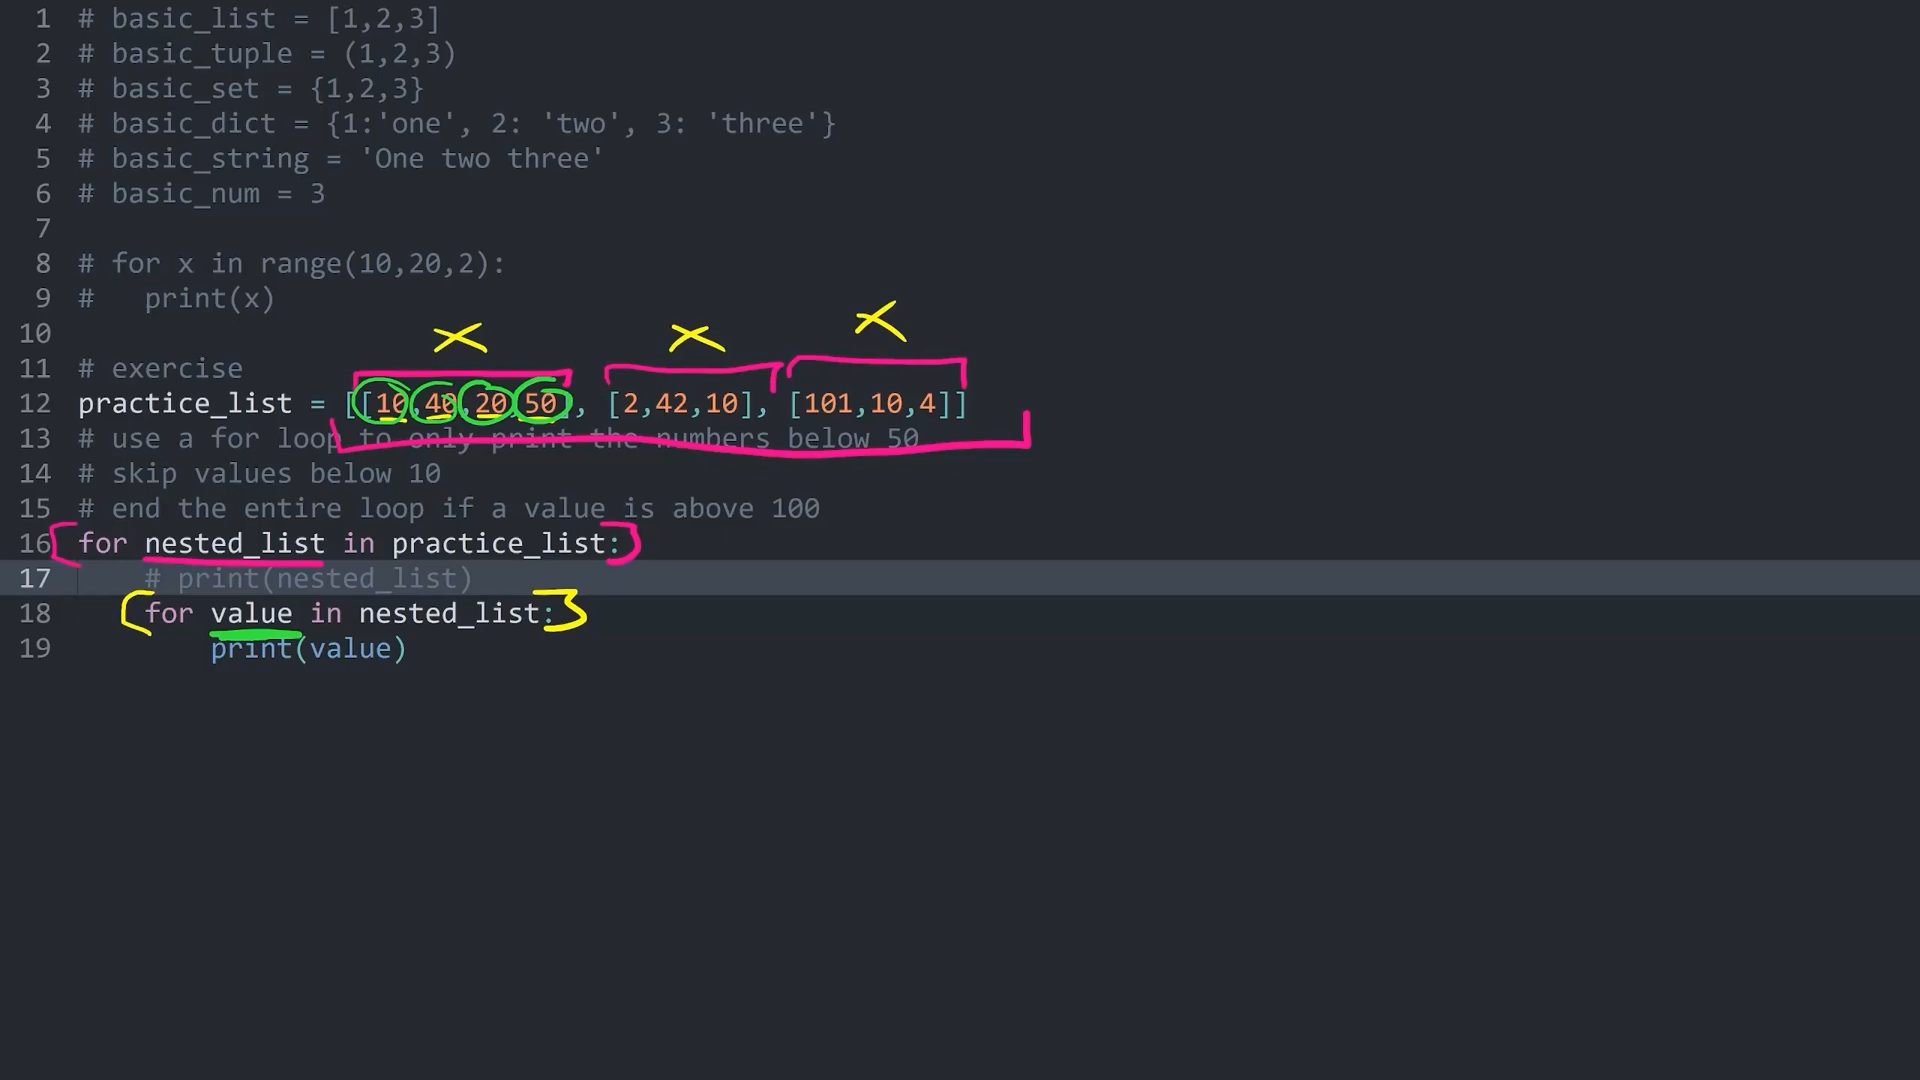 1 # basic_list = [1,2,3]
2 # basic_tuple = (1,2,3)
3 # basic_set = {1,2,3}
4 # basic_dict = {1:'one', 2: 'two', 3: 'three'}
5 # basic_string = 'One two three'
6 # basic_num = 3
7
8 # for x in range(10,20,2):
9 #   print(x)
10
11 # exercise
12 practice_list = [[10,40,20,50], [2,42,10], [101,10,4]]
13 # use a for loop to only print the numbers below 50
14 # skip values below 10
15 # end the entire loop if a value is above 100
16 for nested_list in practice_list:
17     # print(nested_list)
18     for value in nested_list:
19         print(value)